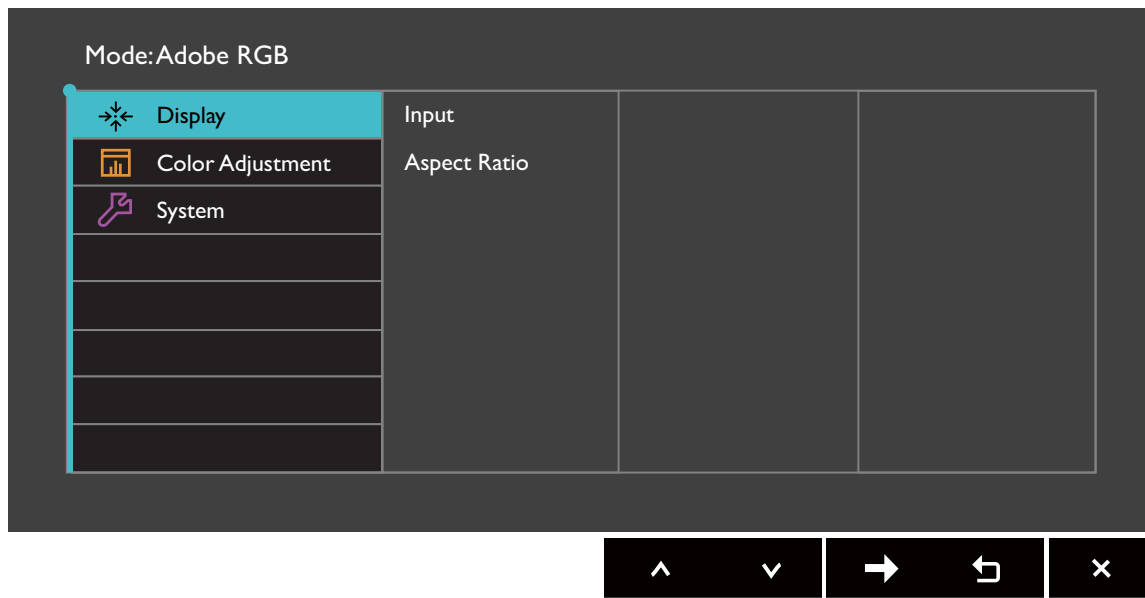 Mode: Adobe RGB
Display
Input
Color Adjustment
Aspect Ratio
System